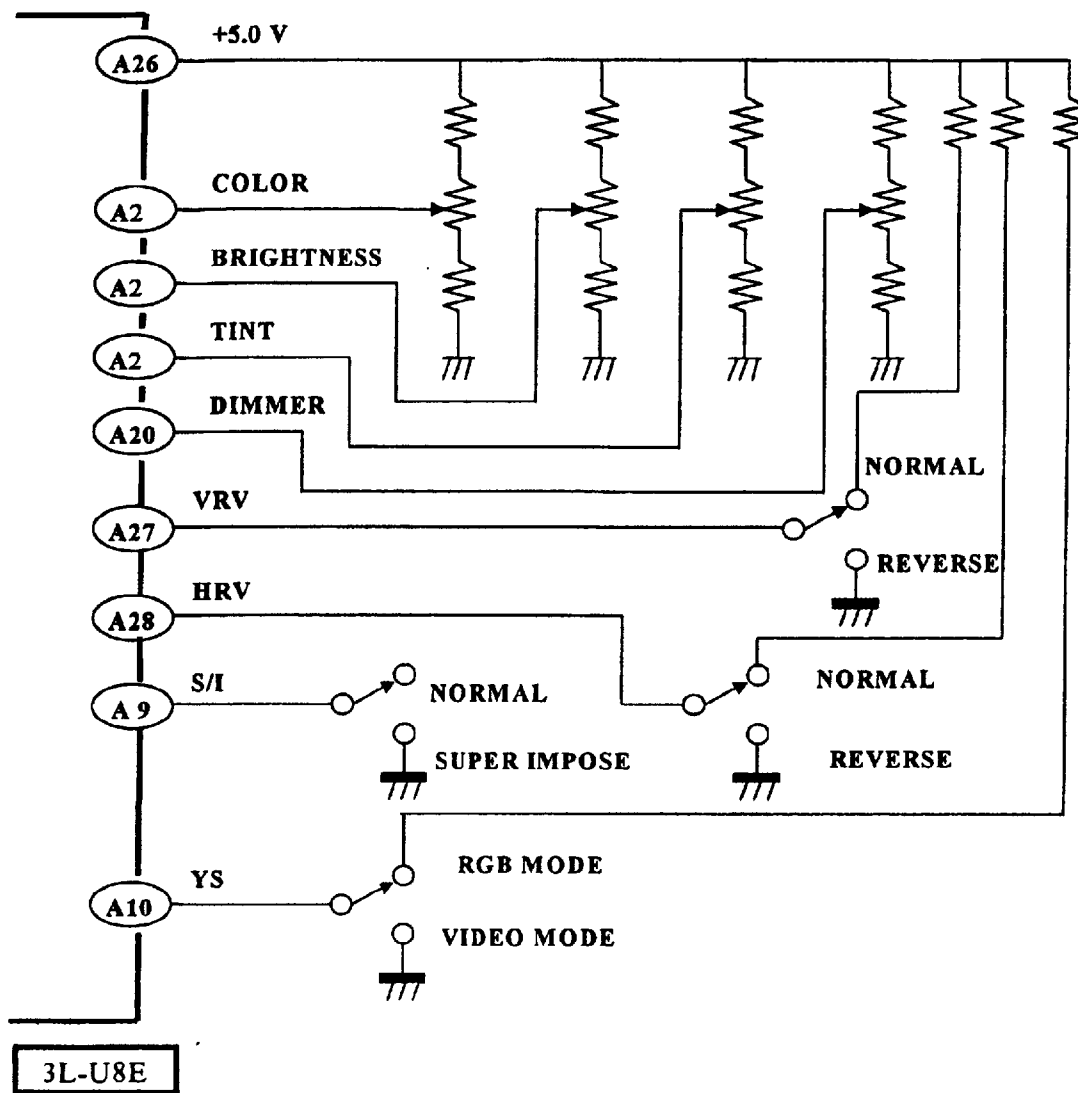 +5.0 V
A26
COLOR
A2
BRIGHTNESS
A2
TINT
A2
DIMMER
A20
NORMAL
VRV
A27
REVERSE
HRV
A28
S/I
NORMAL
NORMAL
A 9
SUPER IMPOSE
REVERSE
RGB MODE
YS
A10
VIDEO MODE
3L-U8E